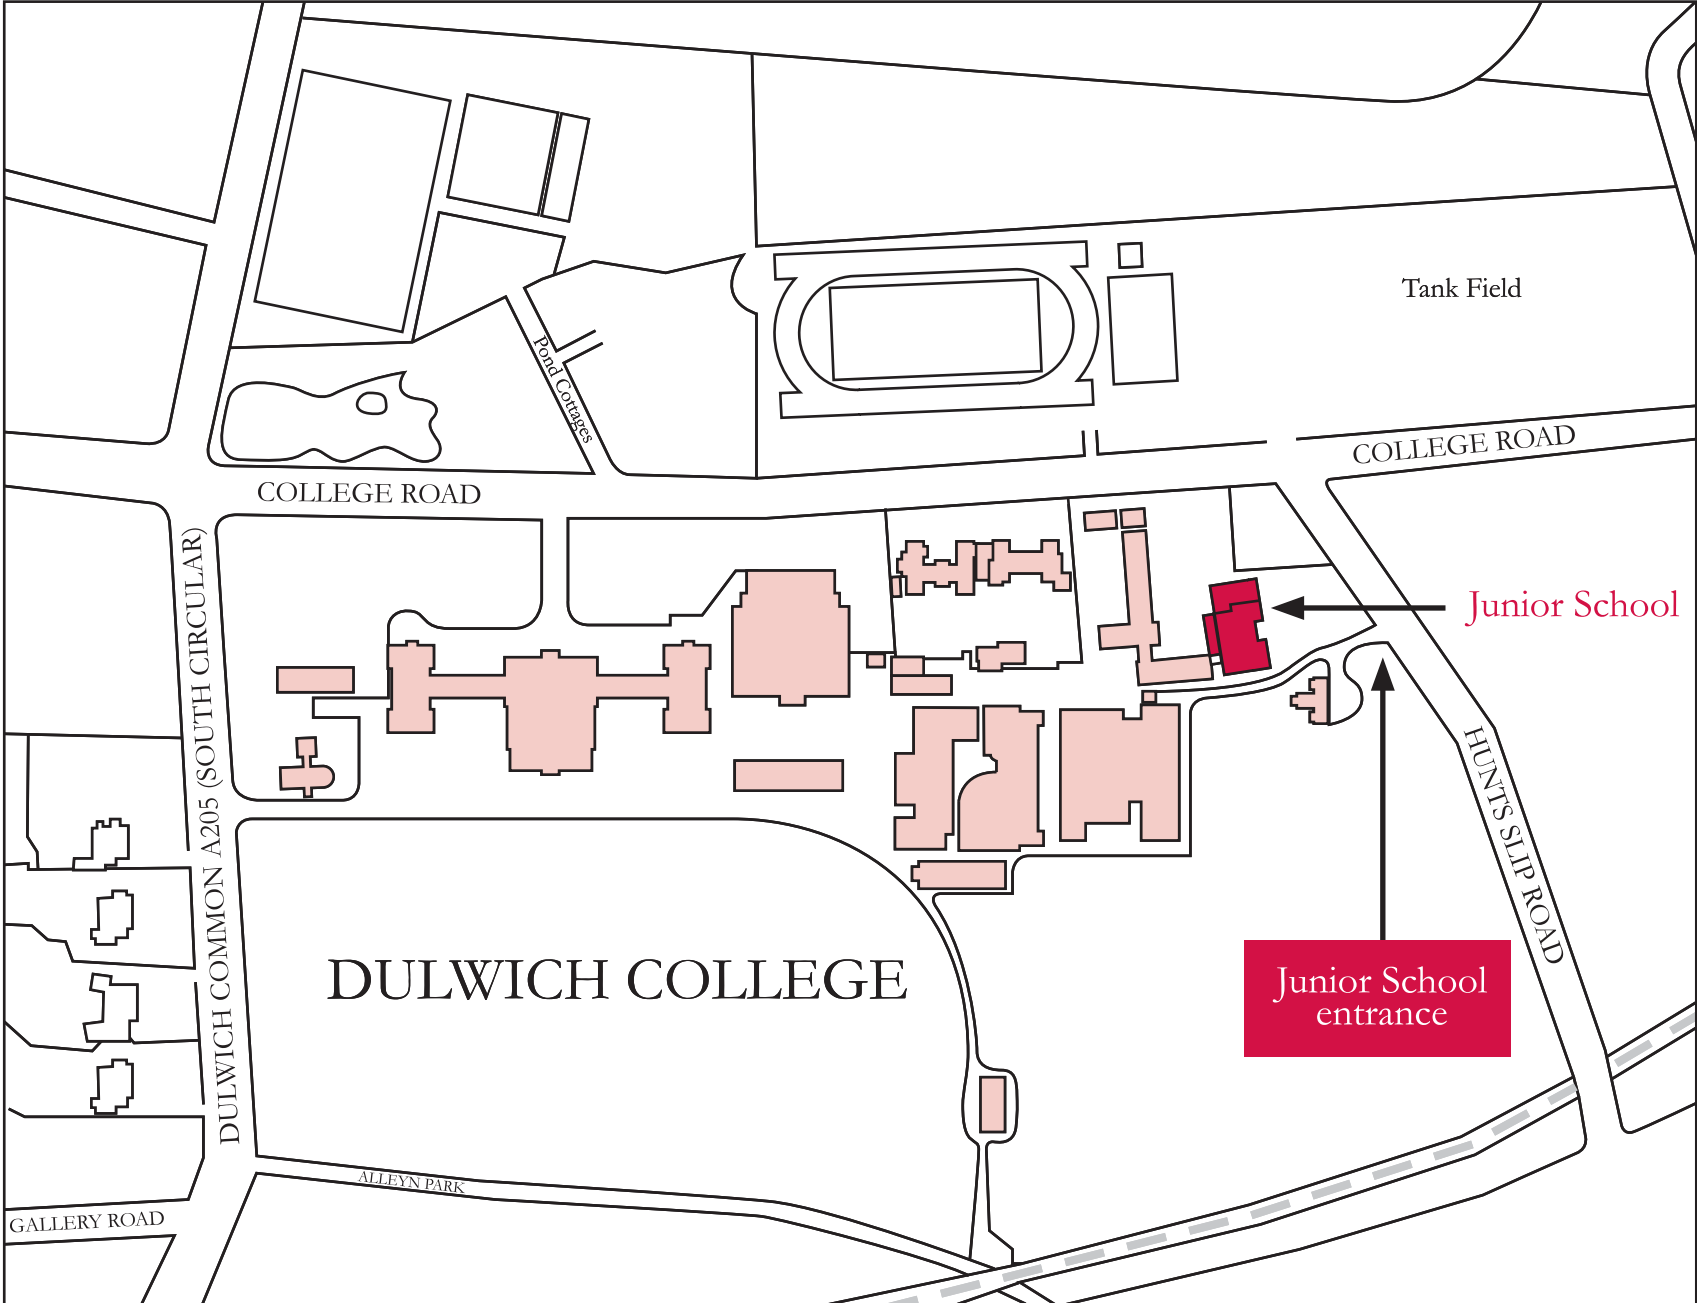 Tank Field
Pond Cottages
COLLEGE ROAD
COLLEGE ROAD
DULWICH COMMON A205 (SOUTH CIRCULAR)
Junior School
HUNTS SLIP ROAD
DULWICH COLLEGE
Junior School
entrance
ALLEYN PARK
GALLERY ROAD